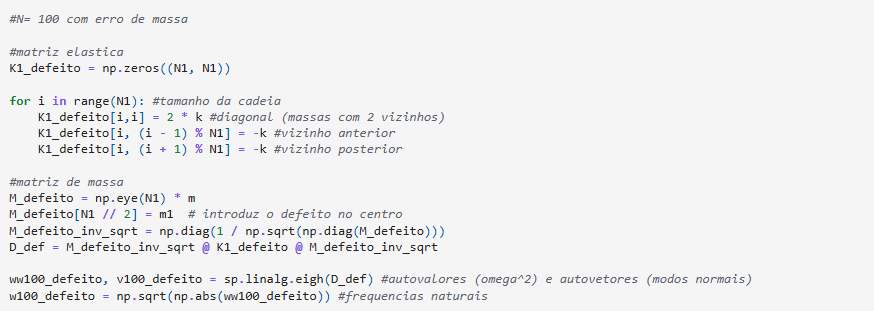 #N= 100 com erro de massa
#matriz elastica
K1_defeito = np.zeros((N1, N1))
for i in range(N1): #tamanho da cadeia
    K1_defeito[i,i] = 2 * k #diagonal (massas com 2 vizinhos)
    K1_defeito[i, (i - 1) % N1] = -k #vizinho anterior
    K1_defeito[i, (i + 1) % N1] = -k #vizinho posterior
#matriz de massa
M_defeito = np.eye(N1) * m
M_defeito[N1 // 2] = m1  # introduz o defeito no centro
M_defeito_inv_sqrt = np.diag(1 / np.sqrt(np.diag(M_defeito)))
D_def = M_defeito_inv_sqrt @ K1_defeito @ M_defeito_inv_sqrt
ww100_defeito, v100_defeito = sp.linalg.eigh(D_def) #autovalores (omega^2) e autovetores (modos normais)
w100_defeito = np.sqrt(np.abs(ww100_defeito)) #frequencias naturais